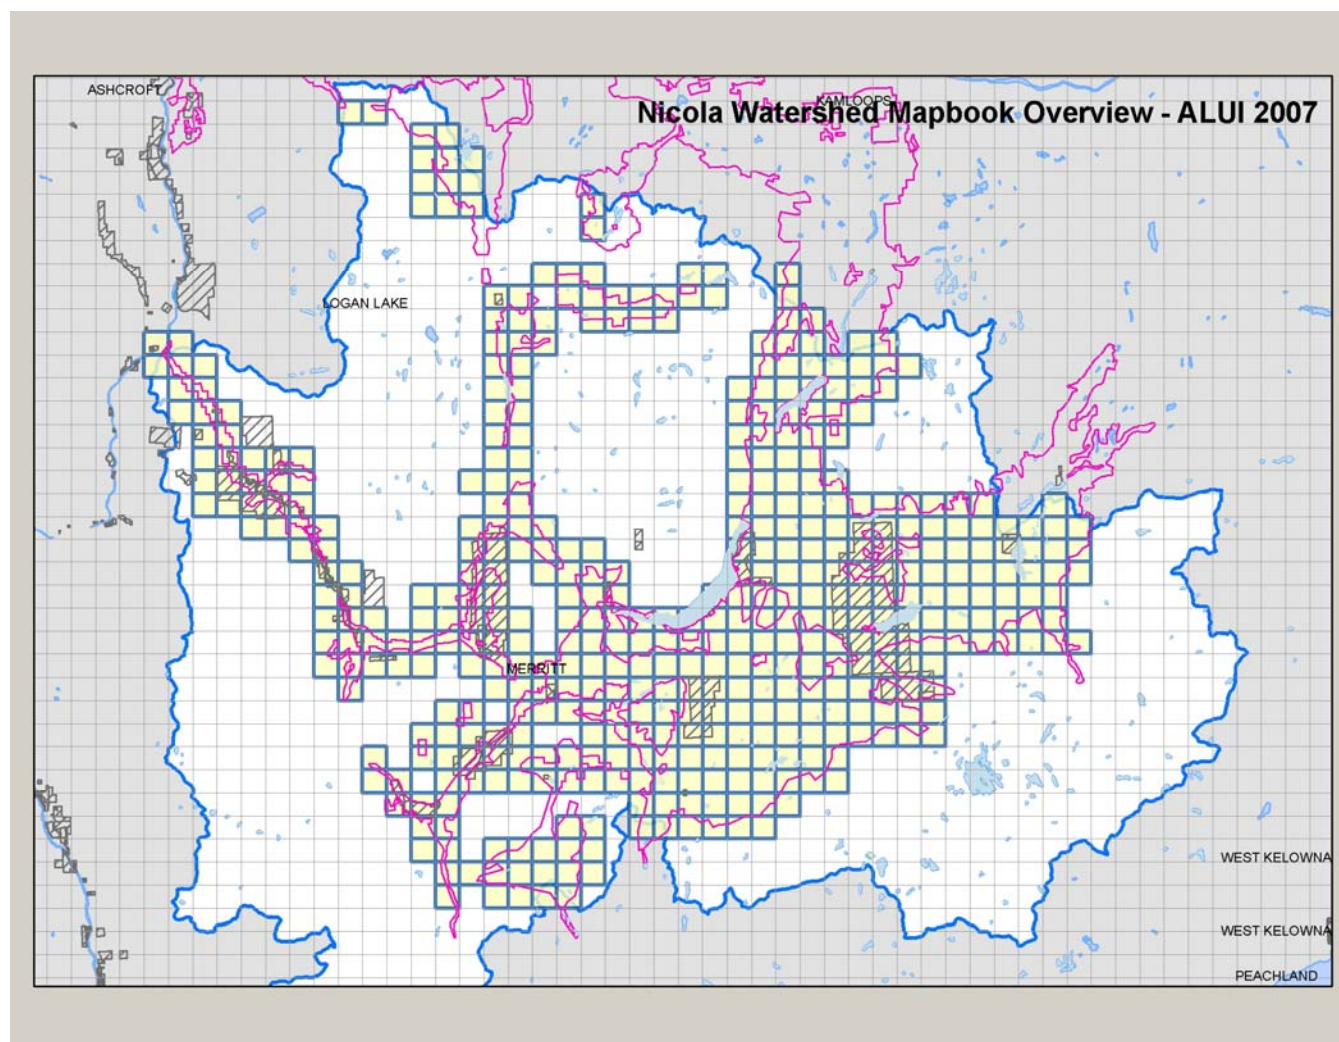 ASHCROFT
KAMLOOPS
Nicola Watershed Mapbook Overview - ALUI 2007
LOGAN LAKE
MERRITT
WEST KELOWNA
WEST KELOWNA
PEACHLAND